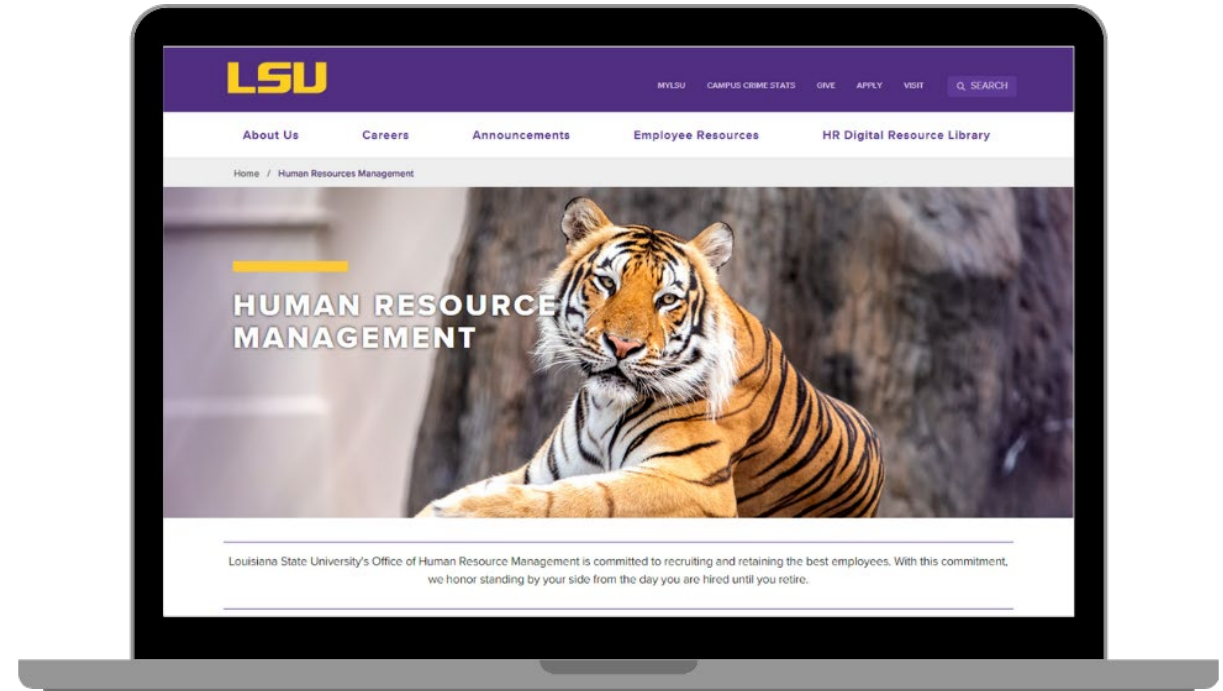 LSU
MYLSU CAMPUS CRIME STATS GIVE APPLY VISIT SEARCH
About Us Careers Announcements Employee Resources HR Digital Resource Library
Home / Human Resources Management
HUMAN RESOURCE
MANAGEMENT
Louisiana State University's Office of Human Resource Management is committed to recruiting and retaining the best employees. With this commitment,
we honor standing by your side from the day you are hired until you retire.